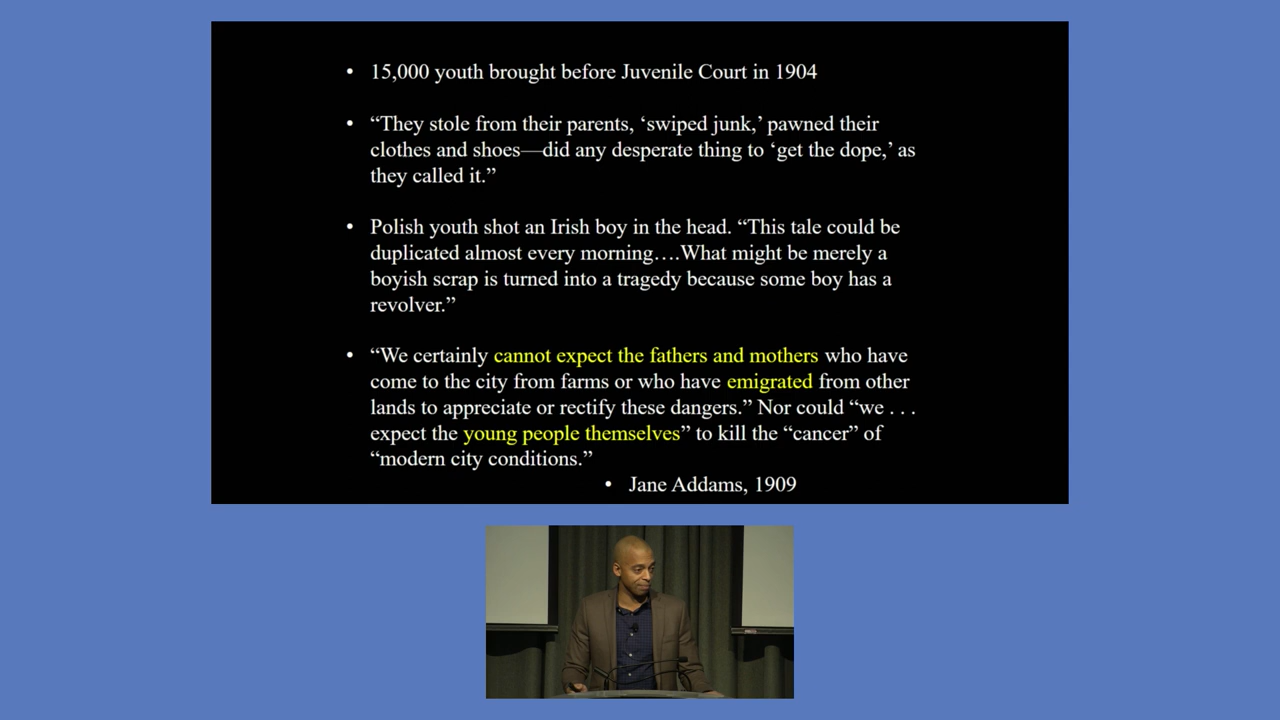 • 15,000 youth brought before Juvenile Court in 1904
• “They stole from their parents, ‘swiped junk,’ pawned their
clothes and shoes—did any desperate thing to ‘get the dope,’ as
they called it.”
• Polish youth shot an Irish boy in the head. “This tale could be
duplicated almost every morning….What might be merely a
boyish scrap is turned into a tragedy because some boy has a
revolver.”
• “We certainly cannot expect the fathers and mothers who have
come to the city from farms or who have emigrated from other
lands to appreciate or rectify these dangers.” Nor could “we . . .
expect the young people themselves” to kill the “cancer” of
“modern city conditions.”
• Jane Addams, 1909